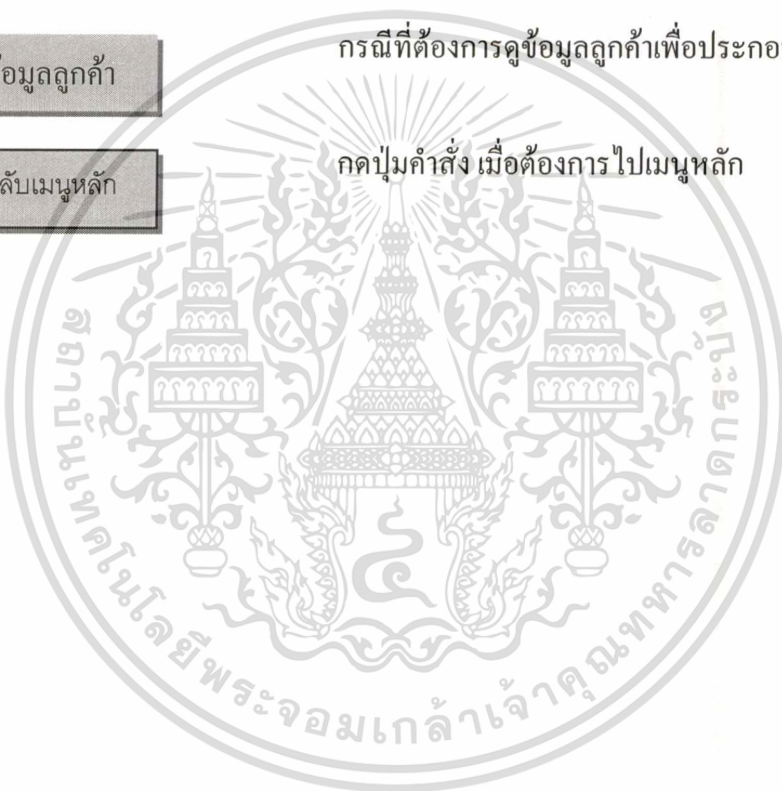 กรณีที่ต้องการดูข้อมูลลูกค้าเพื่อ
อมูลลูกค้า
กดปุ่มคำสั่ง เมื่อต้องการไปเมนูหลัก
ลับเมนูหลัก
สถาบันเทคโนโลยีพระจอมเกล้าเจ้าคุณทหารลาดกระบัง